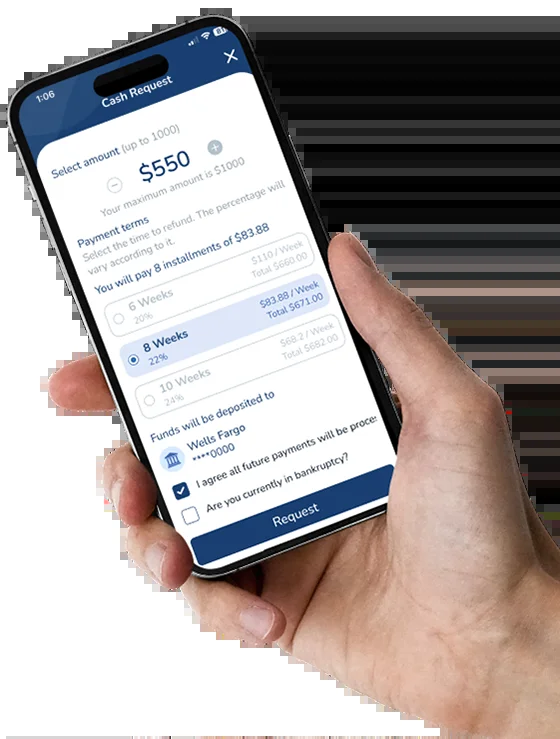 1:06
Cash Request
Select amount (up to 1000)
$550
Your maximum amount is $1000
Payment terms
Select the time to refund. The percentage will
vary according to it.
You will pay 8 installments of $83.88
6 Weeks
20%
$110 / Week
Total $660.00
8 Weeks
22%
$83.88 / Week
Total $671.00
10 Weeks
24%
$68.2 / Week
Total $682.00
Funds will be deposited to
Wells Fargo
****0000
I agree all future payments will be proces
Are you currently in bankruptcy?
Request